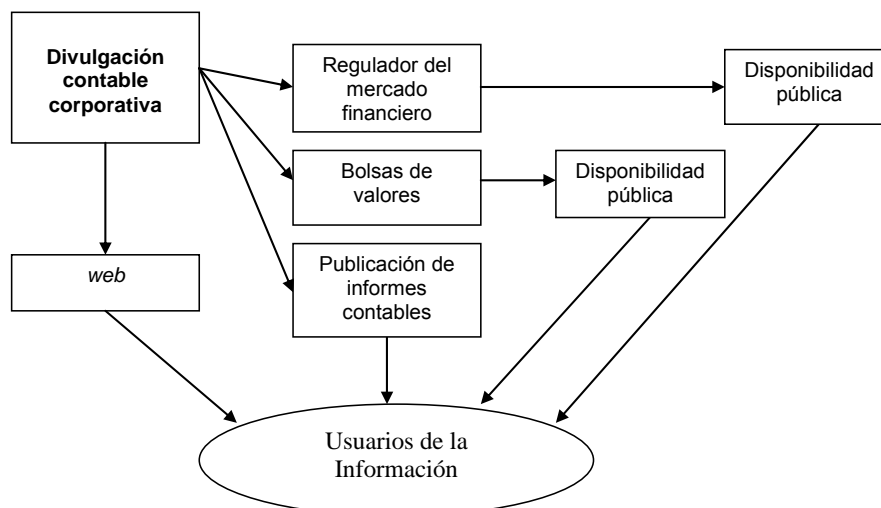 Divulgación
contable
corporativa
Regulador del
mercado
financiero
Disponibilidad
pública
Bolsas de
valores
Disponibilidad
pública
web
Publicación de
informes
contables
Usuarios de la
Información